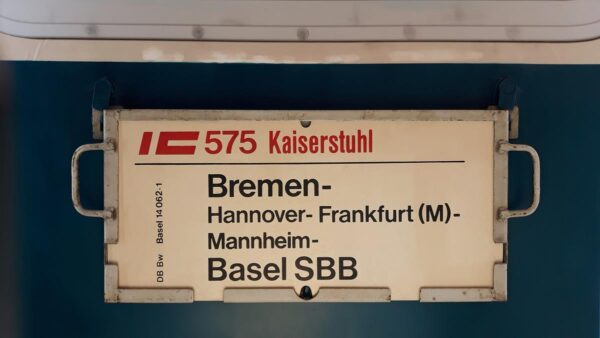 IC 575 Kaiserstuhl
Bremen-
Hannover- Frankfurt (M)-
Mannheim-
Basel SBB
DB Bw Basel 14 062-1